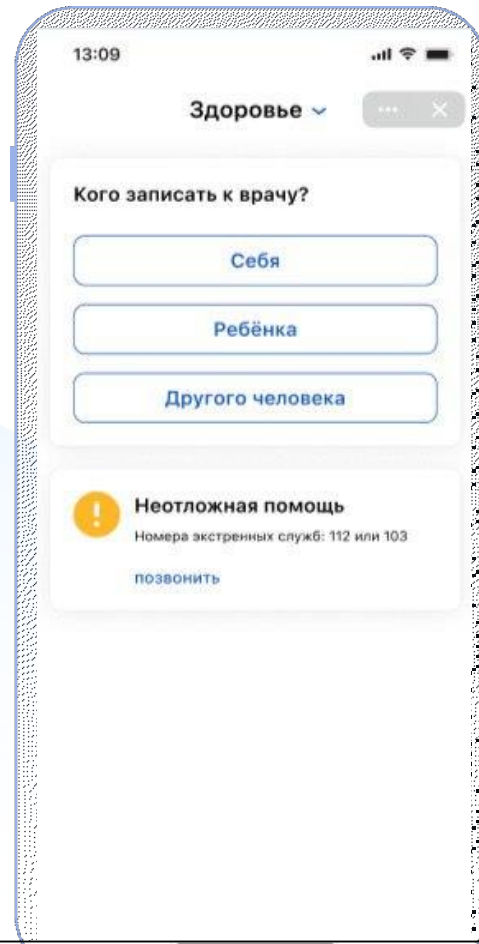 13:09
Здоровье
Кого записать к врачу?
Себя
Ребёнка
Другого человека
Неотложная помощь
Номера экстренных служб: 112 или 103
позвонить